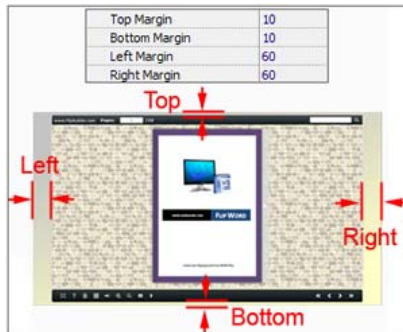 Top Margin 10
Bottom Margin 10
Left Margin 60
Right Margin 60
Top
Left
FLIP WORD
Right
Bottom